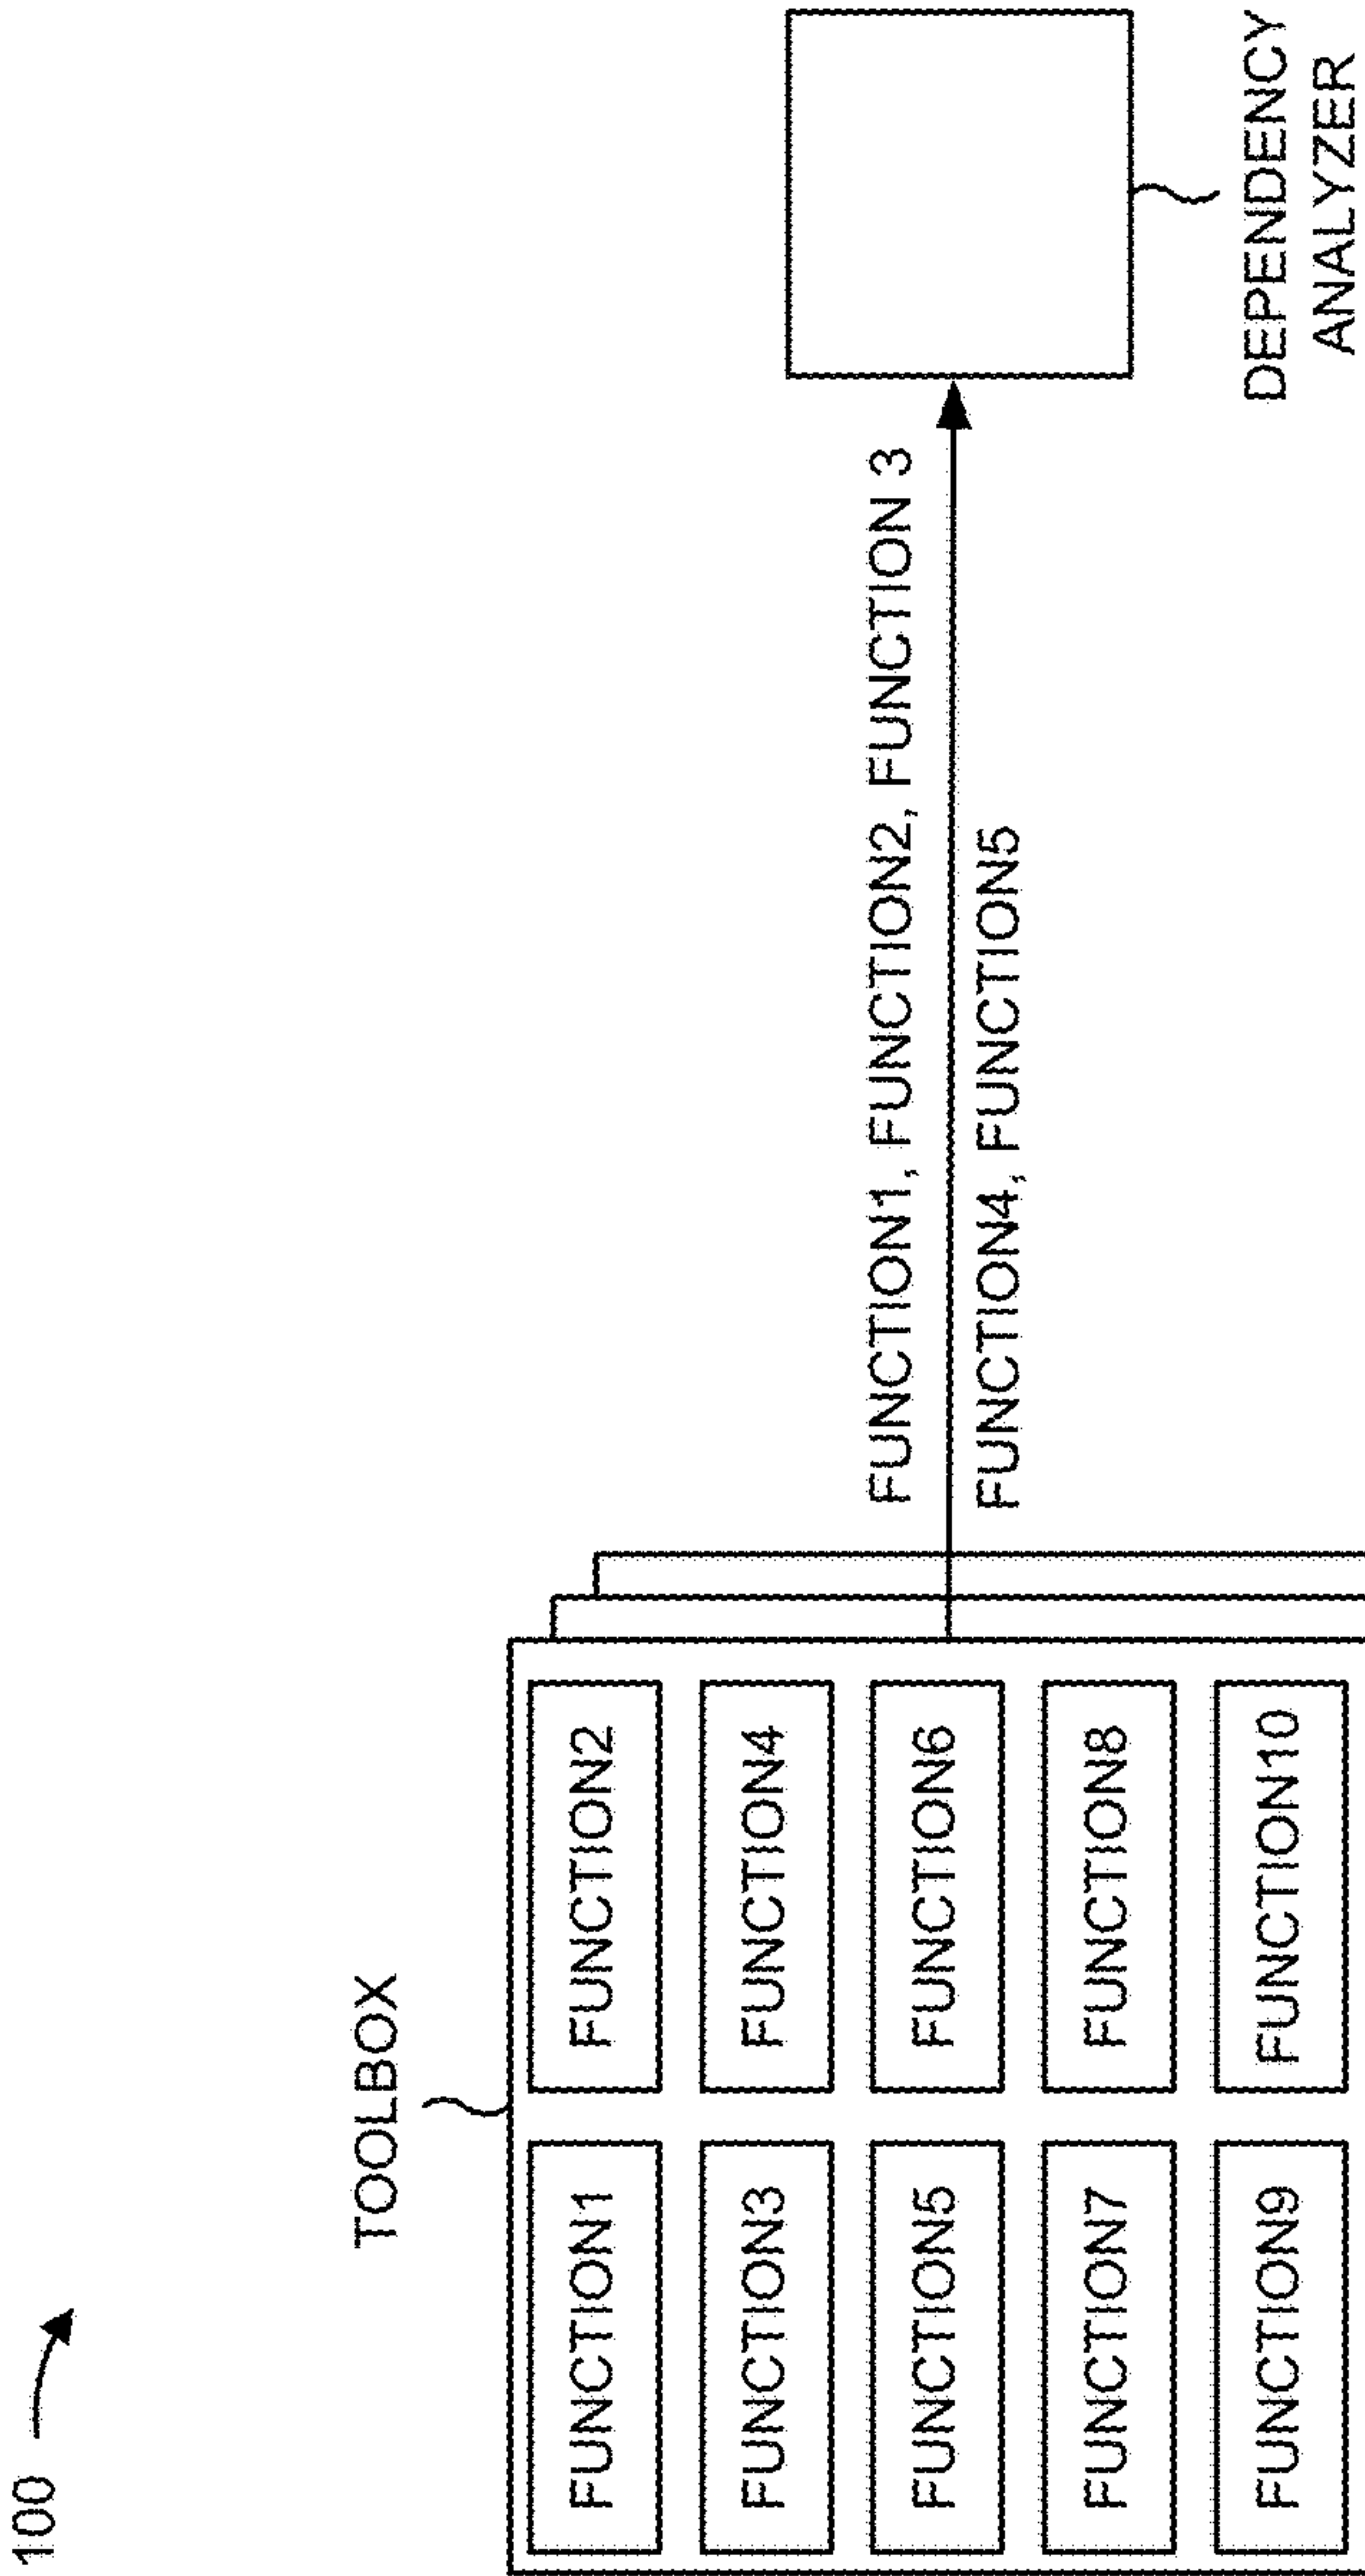 100
TOOLBOX
FUNCTION1
FUNCTION2
FUNCTION3
FUNCTION4
FUNCTION5
FUNCTION6
FUNCTION7
FUNCTION8
FUNCTION9
FUNCTION10
FUNCTION1, FUNCTION2, FUNCTION 3
FUNCTION4, FUNCTION5
DEPENDENCY
ANALYZER